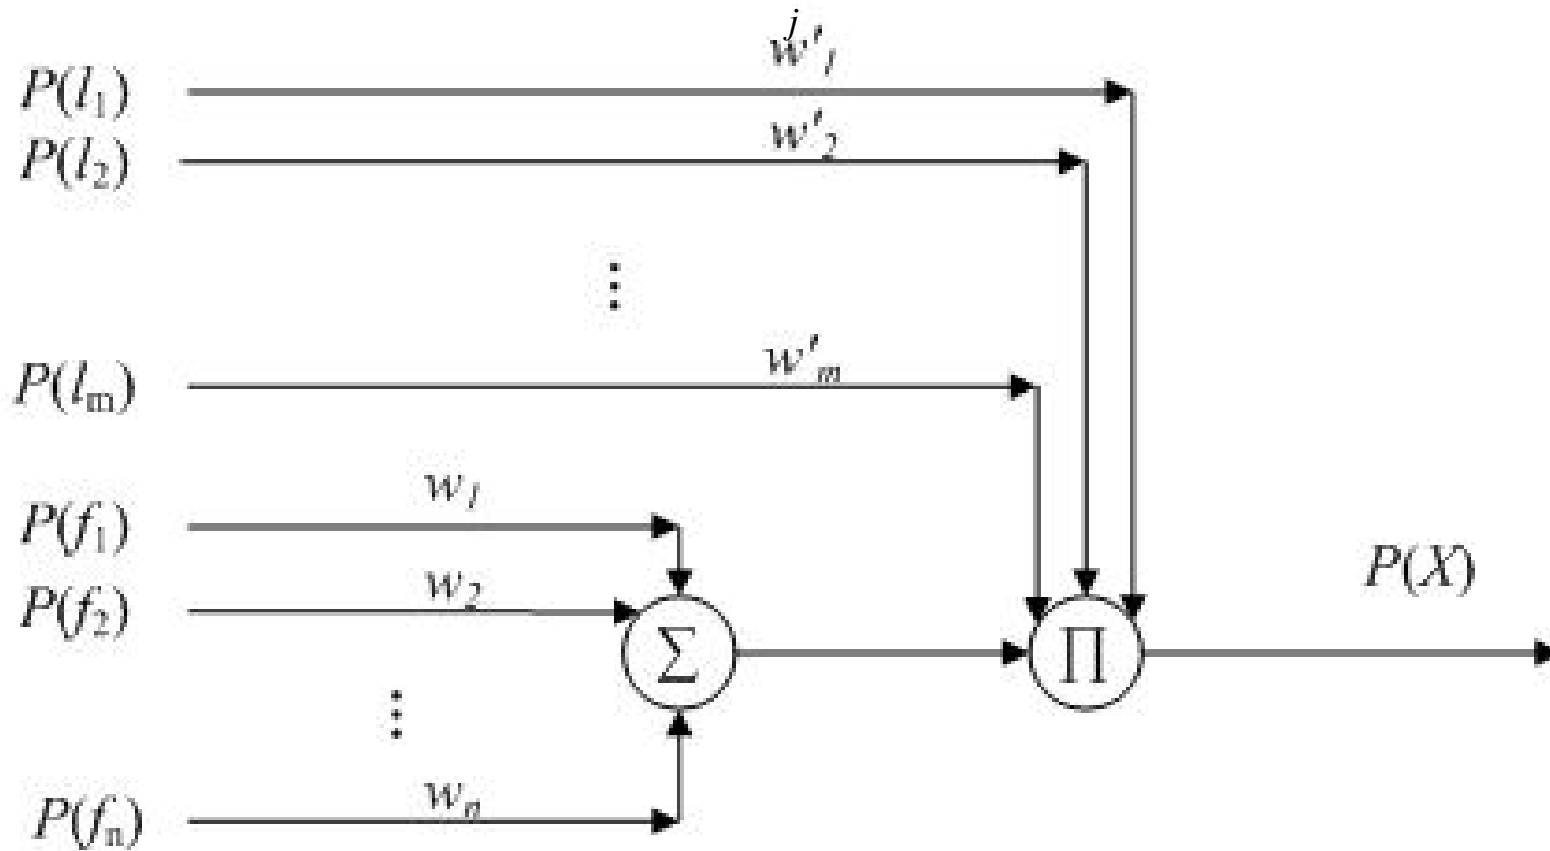 j
w'1
P(l1)
w'2
P(l2)
⋮
w'm
P(lm)
w1
P(f1)
w2
P(f2)
P(X)
Σ
∏
⋮
wn
P(fn)